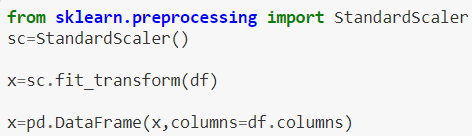 from sklearn.preprocessing import StandardScaler
sc=StandardScaler()
x=sc.fit_transform(df)
x=pd.DataFrame(x,columns=df.columns)